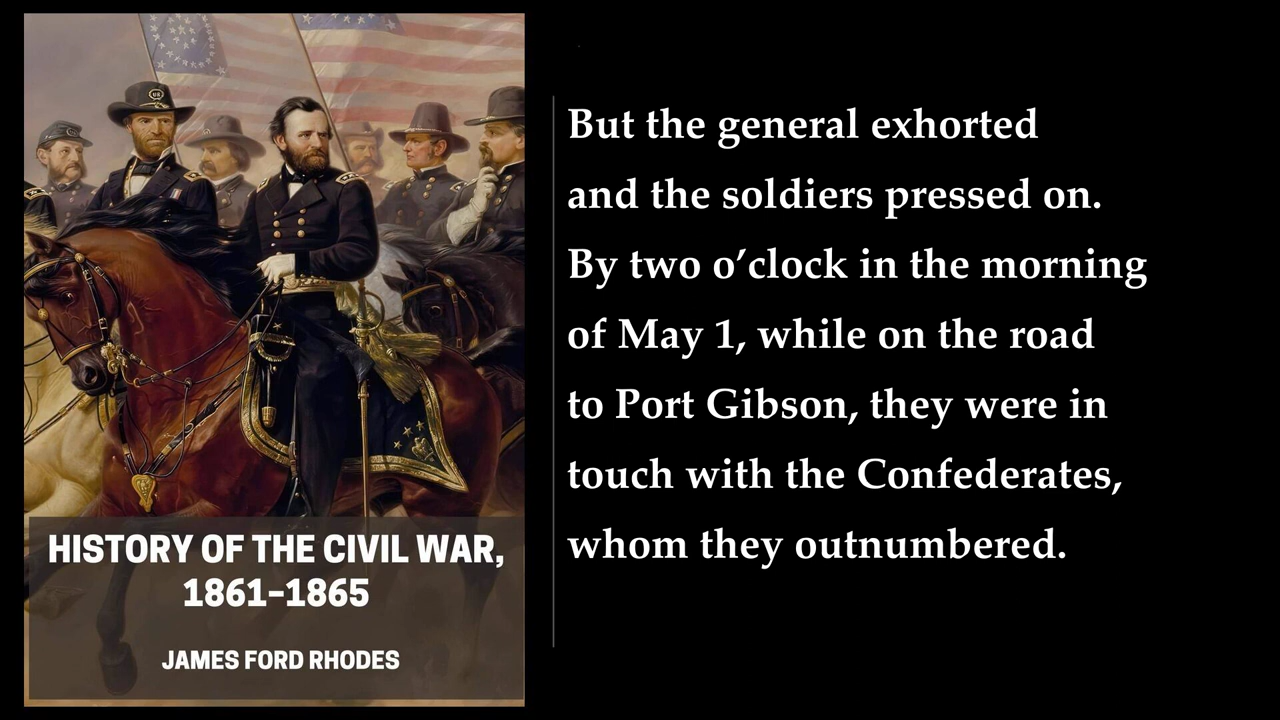 HISTORY OF THE CIVIL WAR,
1861–1865
JAMES FORD RHODES
But the general exhorted
and the soldiers pressed on.
By two o’clock in the morning
of May 1, while on the road
to Port Gibson, they were in
touch with the Confederates,
whom they outnumbered.